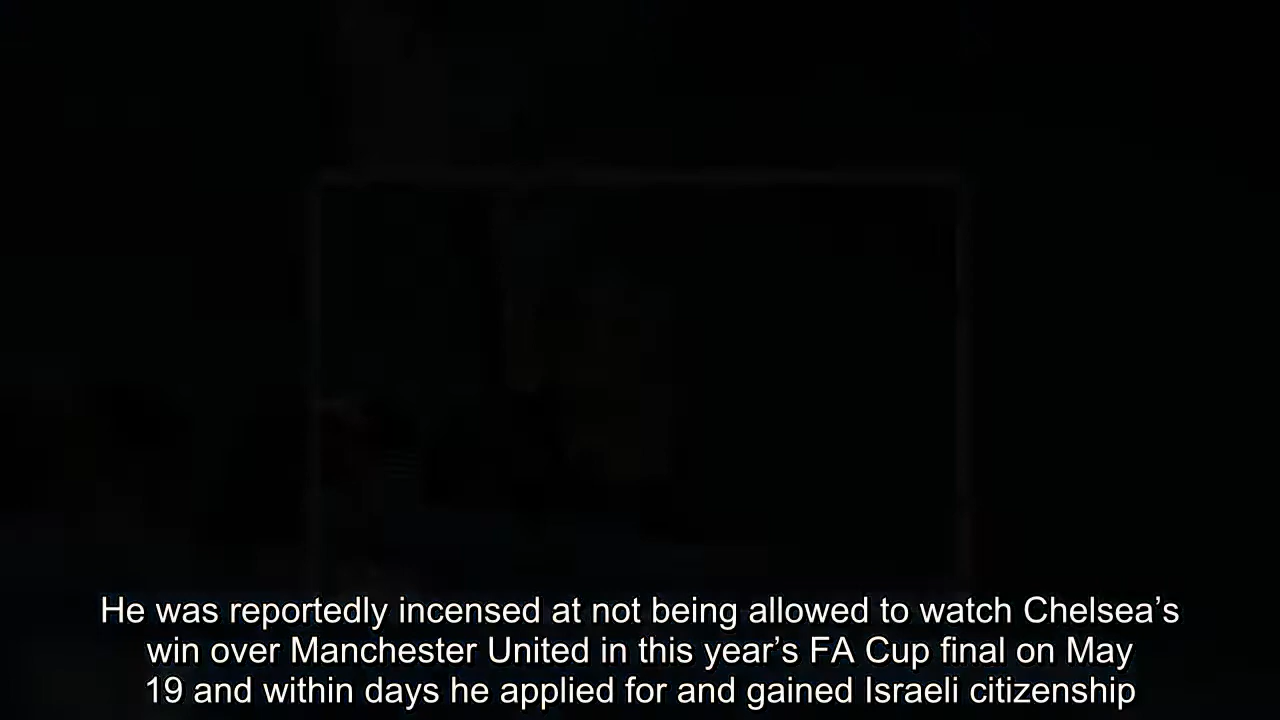 He was reportedly incensed at not being allowed to watch Chelsea’s
win over Manchester United in this year’s FA Cup final on May
19 and within days he applied for and gained Israeli citizenship